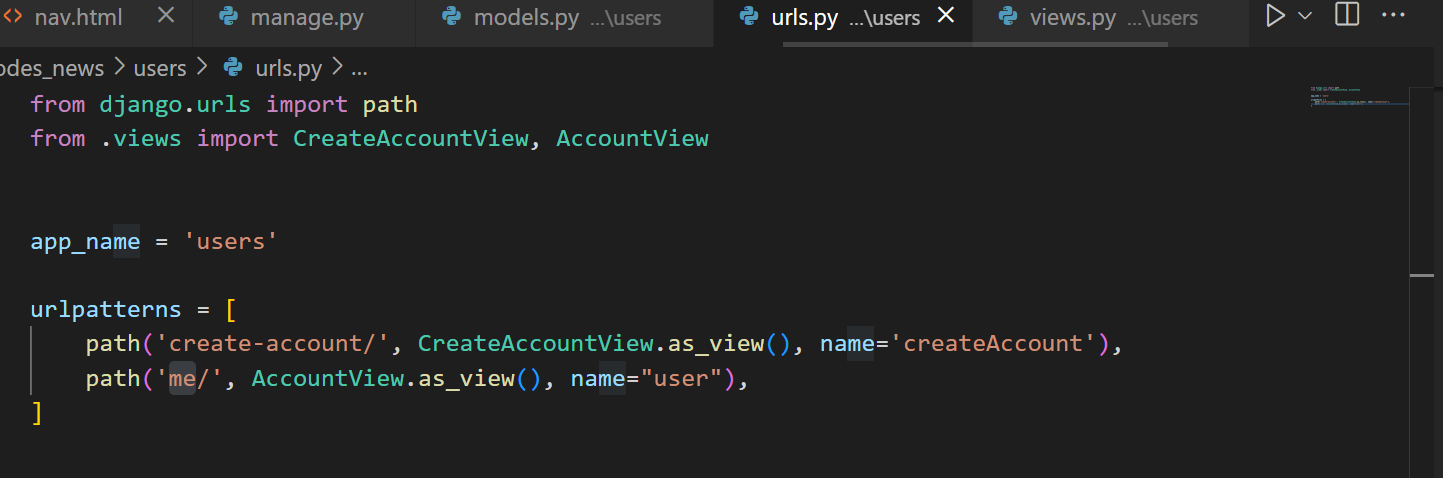 nav.html manage.py models.py ...\users urls.py ...\users views.py ...\users
odes_news > users > urls.py > ...
from django.urls import path
from .views import CreateAccountView, AccountView
app_name = 'users'
urlpatterns = [
path('create-account/', CreateAccountView.as_view(), name='createAccount'),
path('me/', AccountView.as_view(), name="user"),
]